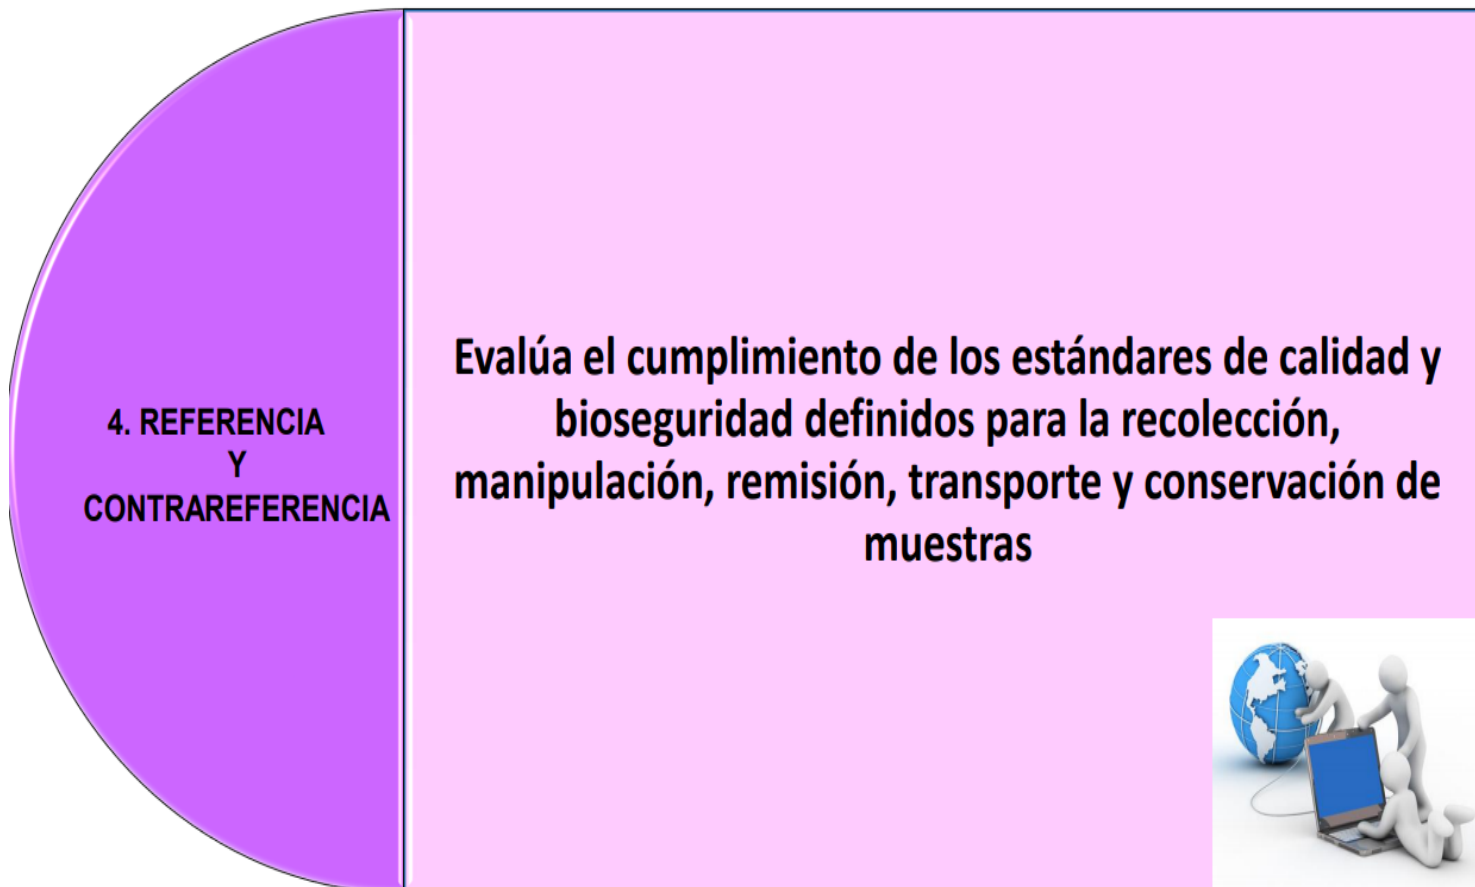 4. REFERENCIA
Y
CONTRAREFERENCIA
Evalúa el cumplimiento de los estándares de calidad y
bioseguridad definidos para la recolección,
manipulación, remisión, transporte y conservación de
muestras